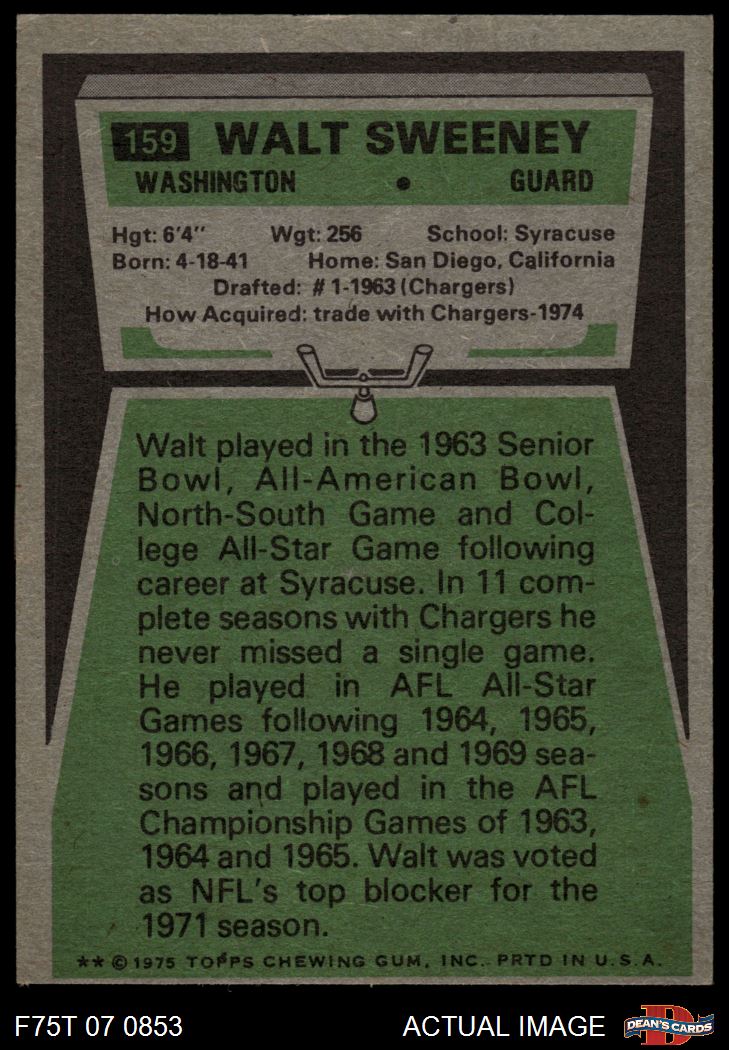 159 WALT SWEENEY
WASHINGTON • GUARD
Hgt: 6'4" Wgt: 256 School: Syracuse
Born: 4-18-41 Home: San Diego, California
Drafted: # 1-1963 (Chargers)
How Acquired: trade with Chargers-1974
Walt played in the 1963 Senior
Bowl, All-American Bowl,
North-South Game and Col-
lege All-Star Game following
career at Syracuse. In 11 com-
plete seasons with Chargers he
never missed a single game.
He played in AFL All-Star
Games following 1964, 1965,
1966, 1967, 1968 and 1969 sea-
sons and played in the AFL
Championship Games of 1963,
1964 and 1965. Walt was voted
as NFL's top blocker for the
1971 season.
** © 1975 TOPPS CHEWING GUM, INC. PRTD IN U.S.A.
F75T 07 0853 ACTUAL IMAGE DEAN'S CARDS